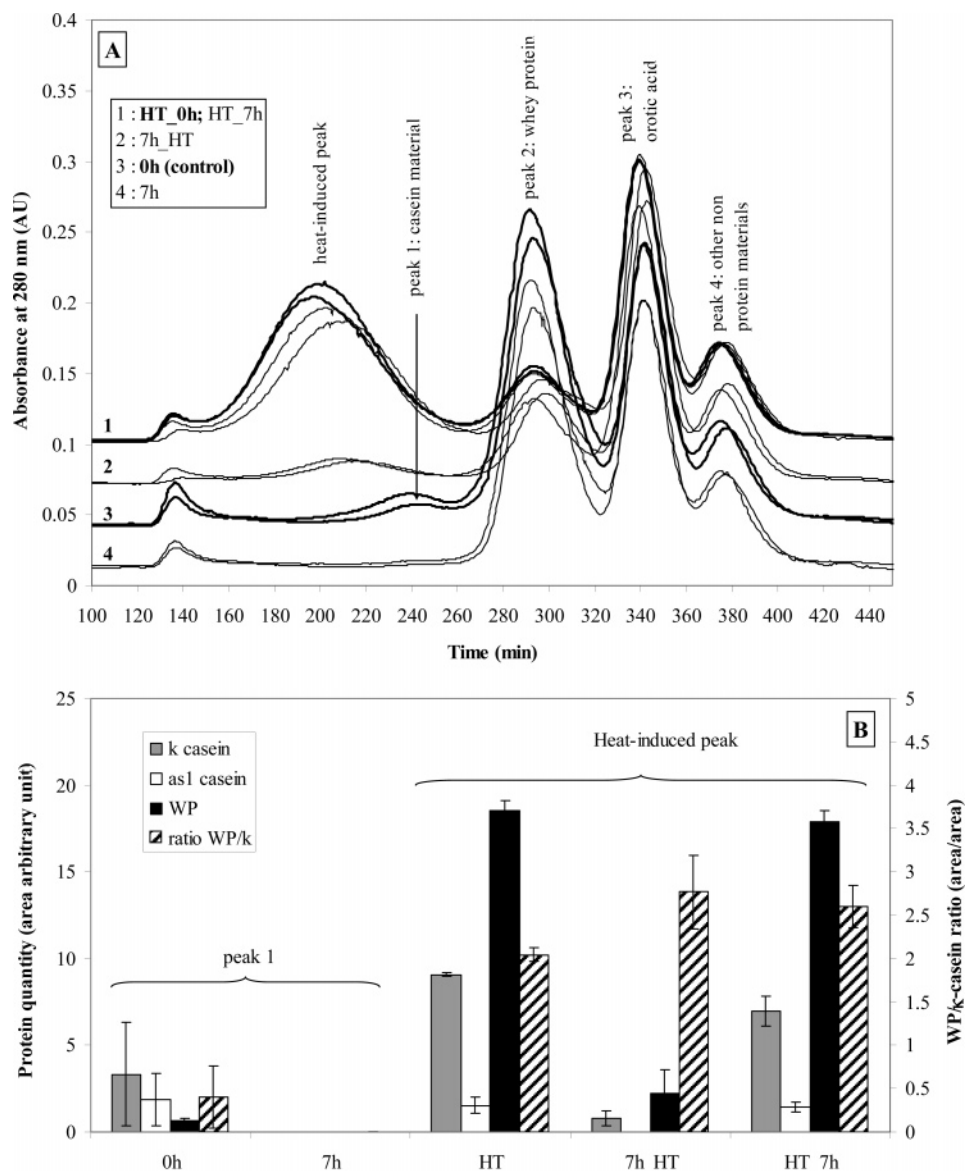 A
0.4
0.35
0.3
0.25
0.2
0.15
0.1
0.05
0
Absorbance at 280 nm (AU)
1 : HT_0h; HT_7h
2 : 7h_HT
3 : 0h (control)
4 : 7h
heat-induced peak
peak 1: casein material
peak 2: whey protein
peak 3:
orotic acid
peak 4: other non
protein materials
1
2
3
4
100 120 140 160 180 200 220 240 260 280 300 320 340 360 380 400 420 440
Time (min)
B
25
20
15
10
5
0
Protein quantity (area arbitrary unit)
k casein
as1 casein
WP
ratio WP/k
peak 1
Heat-induced peak
5
4.5
4
3.5
3
2.5
2
1.5
1
0.5
0
WP/κ-casein ratio (area/area)
0h 7h HT 7h HT HT 7h